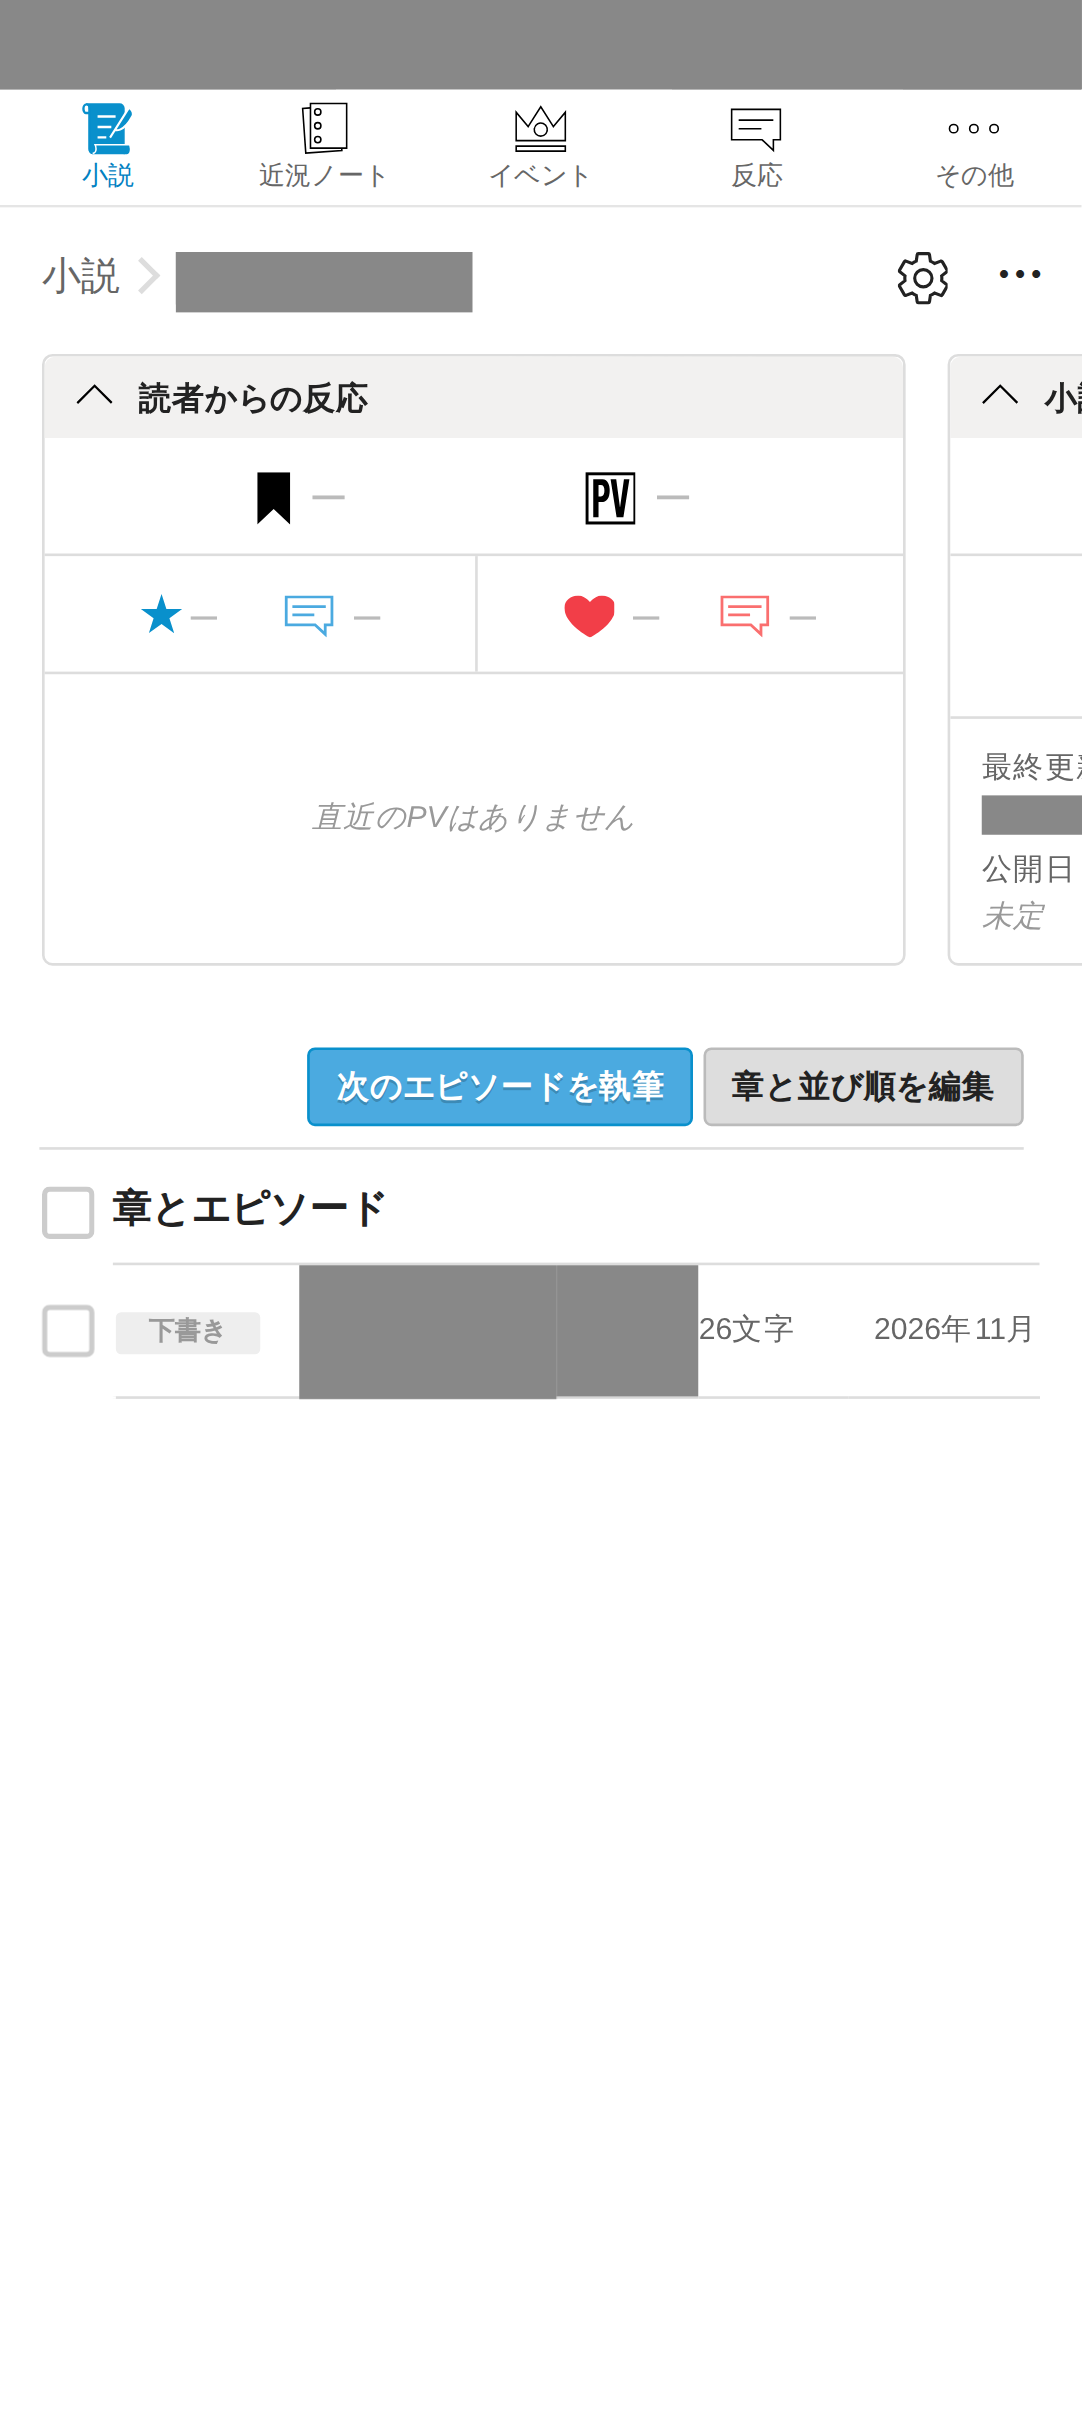 小説
近況ノート
イベント
反応
その他
小説
読者からの反応
小
PV
直近のPVはありません
最終更
公開日
未定
次のエピソードを執筆
章と並び順を編集
章とエピソード
下書き
26文字
2026年11月